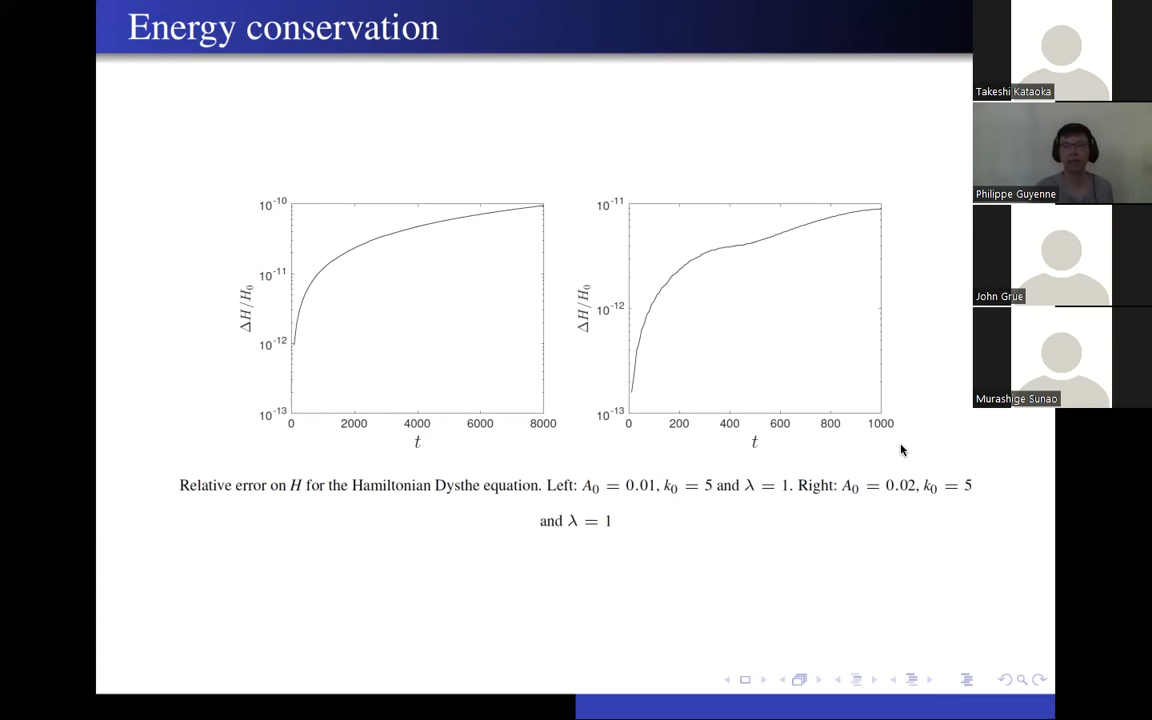 Energy conservation
Takeshi Kataoka
Philippe Guyenne
John Grue
Murashige Sunao
10-10
10-11
10-12
10-13
ΔH/H0
0 2000 4000 6000 8000
t
10-11
10-12
10-13
ΔH/H0
0 200 400 600 800 1000
t
Relative error on H for the Hamiltonian Dysthe equation. Left: A0 = 0.01, k0 = 5 and λ = 1. Right: A0 = 0.02, k0 = 5
and λ = 1